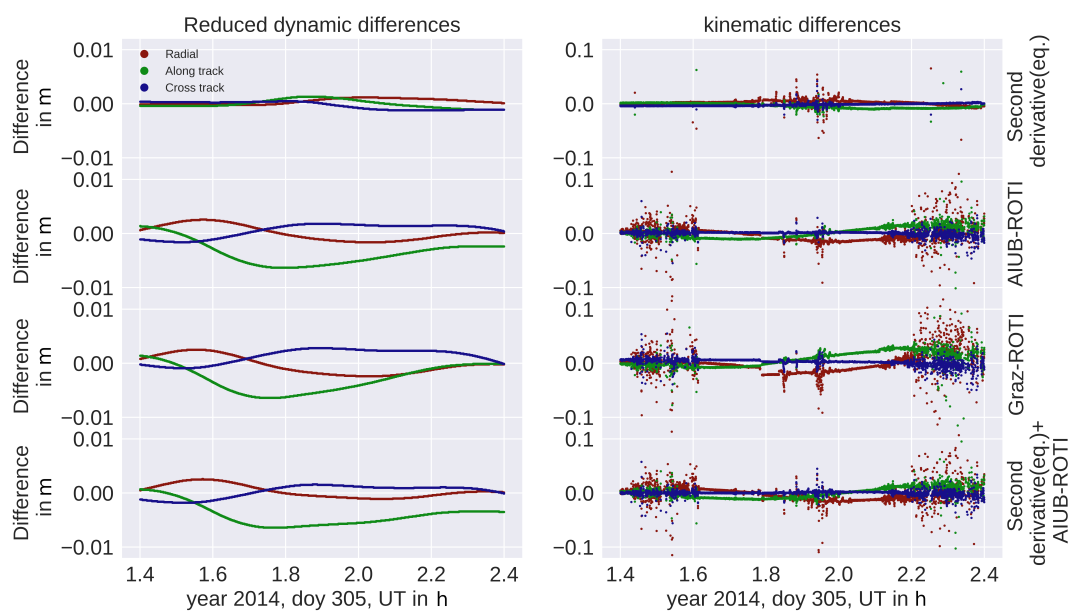 Reduced dynamic differences
kinematic differences
Radial
Along track
Cross track
0.01
0.00
−0.01
Difference
in m
0.1
0.0
−0.1
Second
derivative(eq.)
0.01
0.00
−0.01
Difference
in m
0.1
0.0
−0.1
AIUB-ROTI
0.01
0.00
−0.01
Difference
in m
0.1
0.0
−0.1
Graz-ROTI
0.01
0.00
−0.01
Difference
in m
0.1
0.0
−0.1
Second
derivative(eq.)+
AIUB-ROTI
1.4 1.6 1.8 2.0 2.2 2.4
year 2014, doy 305, UT in h
1.4 1.6 1.8 2.0 2.2 2.4
year 2014, doy 305, UT in h